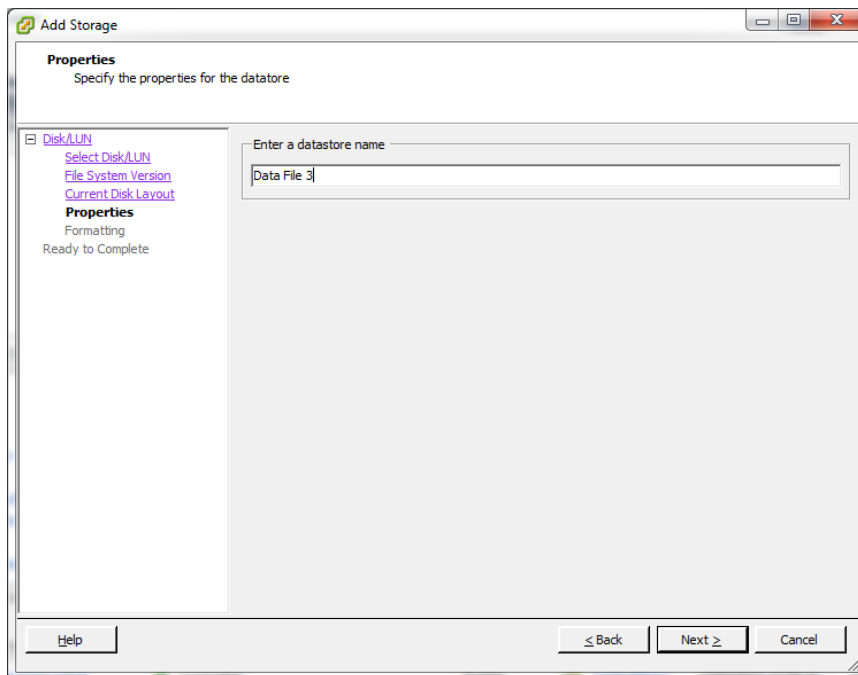 Add Storage
Properties
Specify the properties for the datatore
Disk/LUN
Select Disk/LUN
File System Version
Current Disk Layout
Properties
Formatting
Ready to Complete
Enter a datastore name
Data File 3
Help
< Back
Next >
Cancel